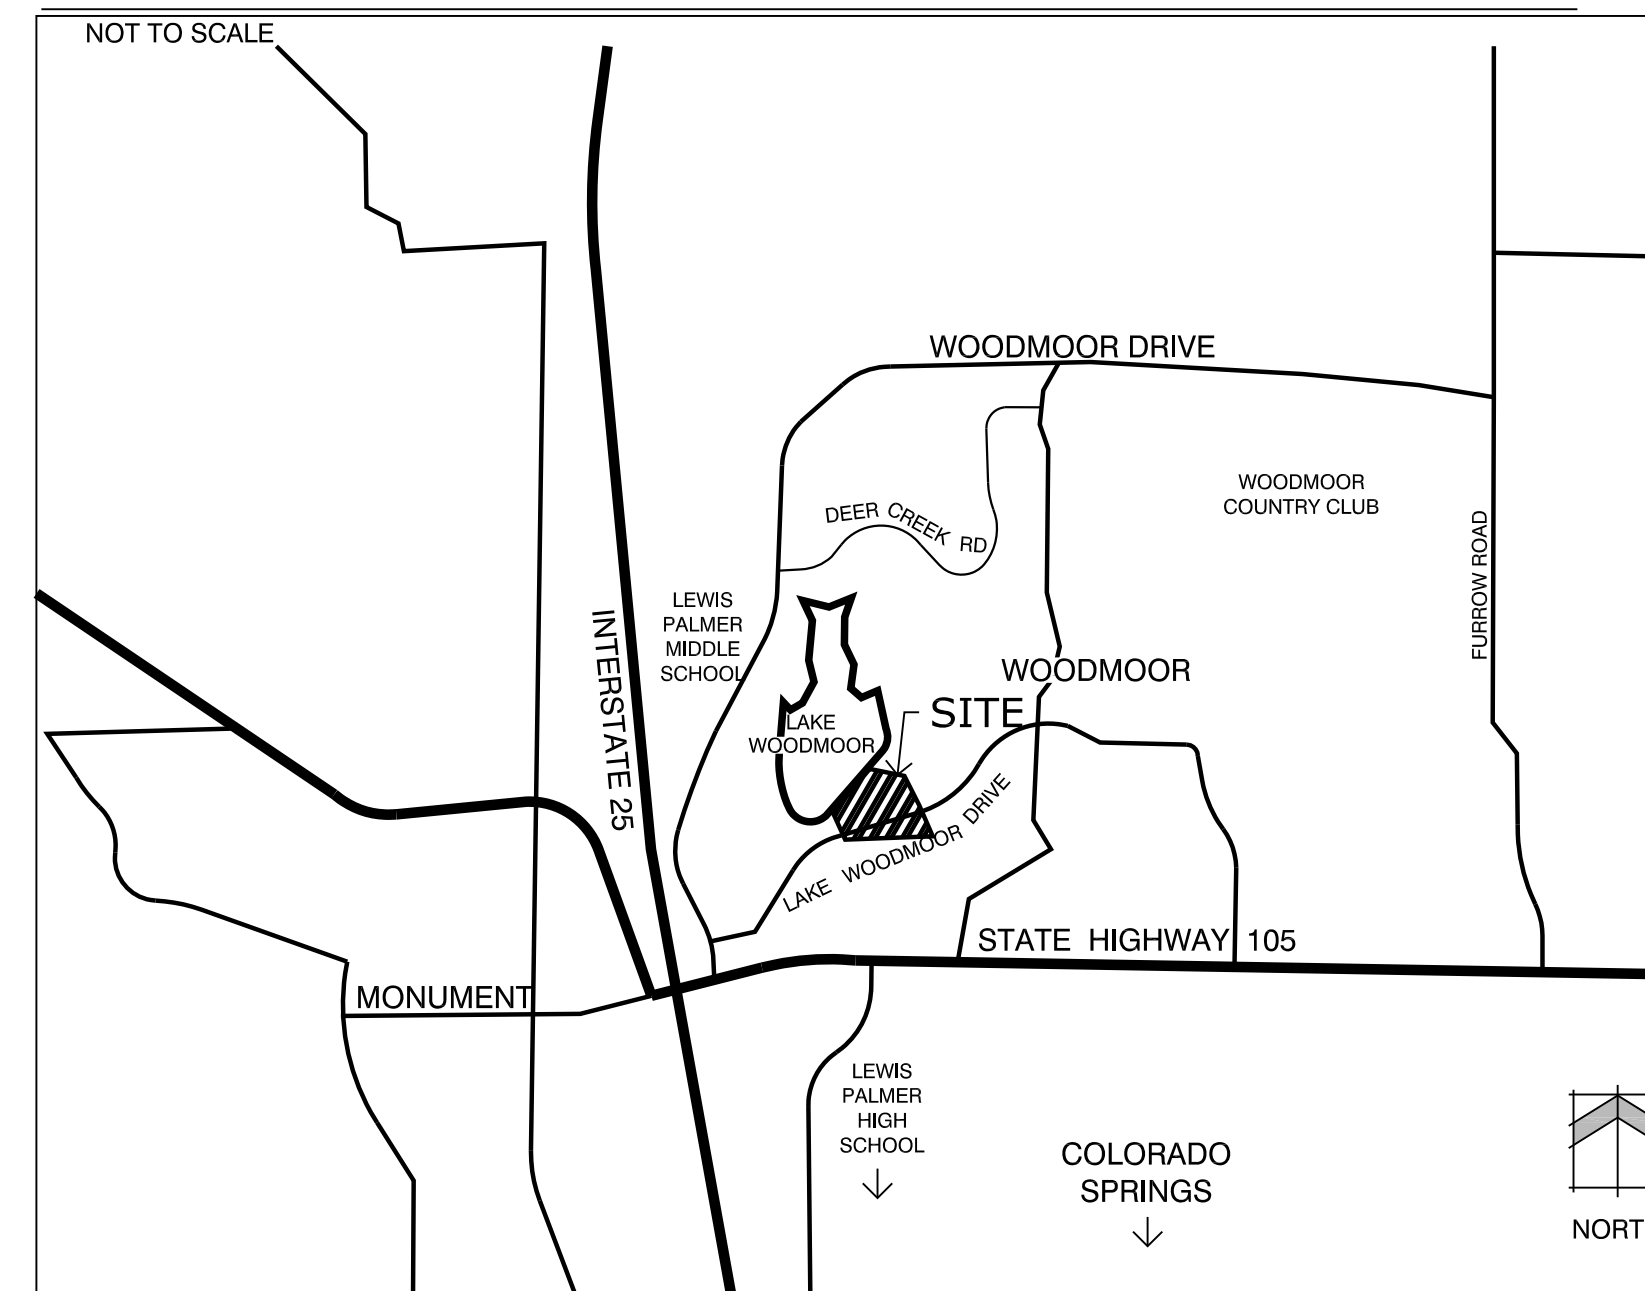 NOT TO SCALE
WOODMOOR DRIVE
WOODMOOR
COUNTRY CLUB
DEER CREEK RD
FURROW ROAD
LEWIS
PALMER
MIDDLE
SCHOOL
INTERSTATE 25
WOODMOOR
SITE
LAKE
WOODMOOR
LAKE WOODMOOR DRIVE
STATE HIGHWAY 105
MONUMENT
LEWIS
PALMER
HIGH
SCHOOL
COLORADO
SPRINGS
NORT